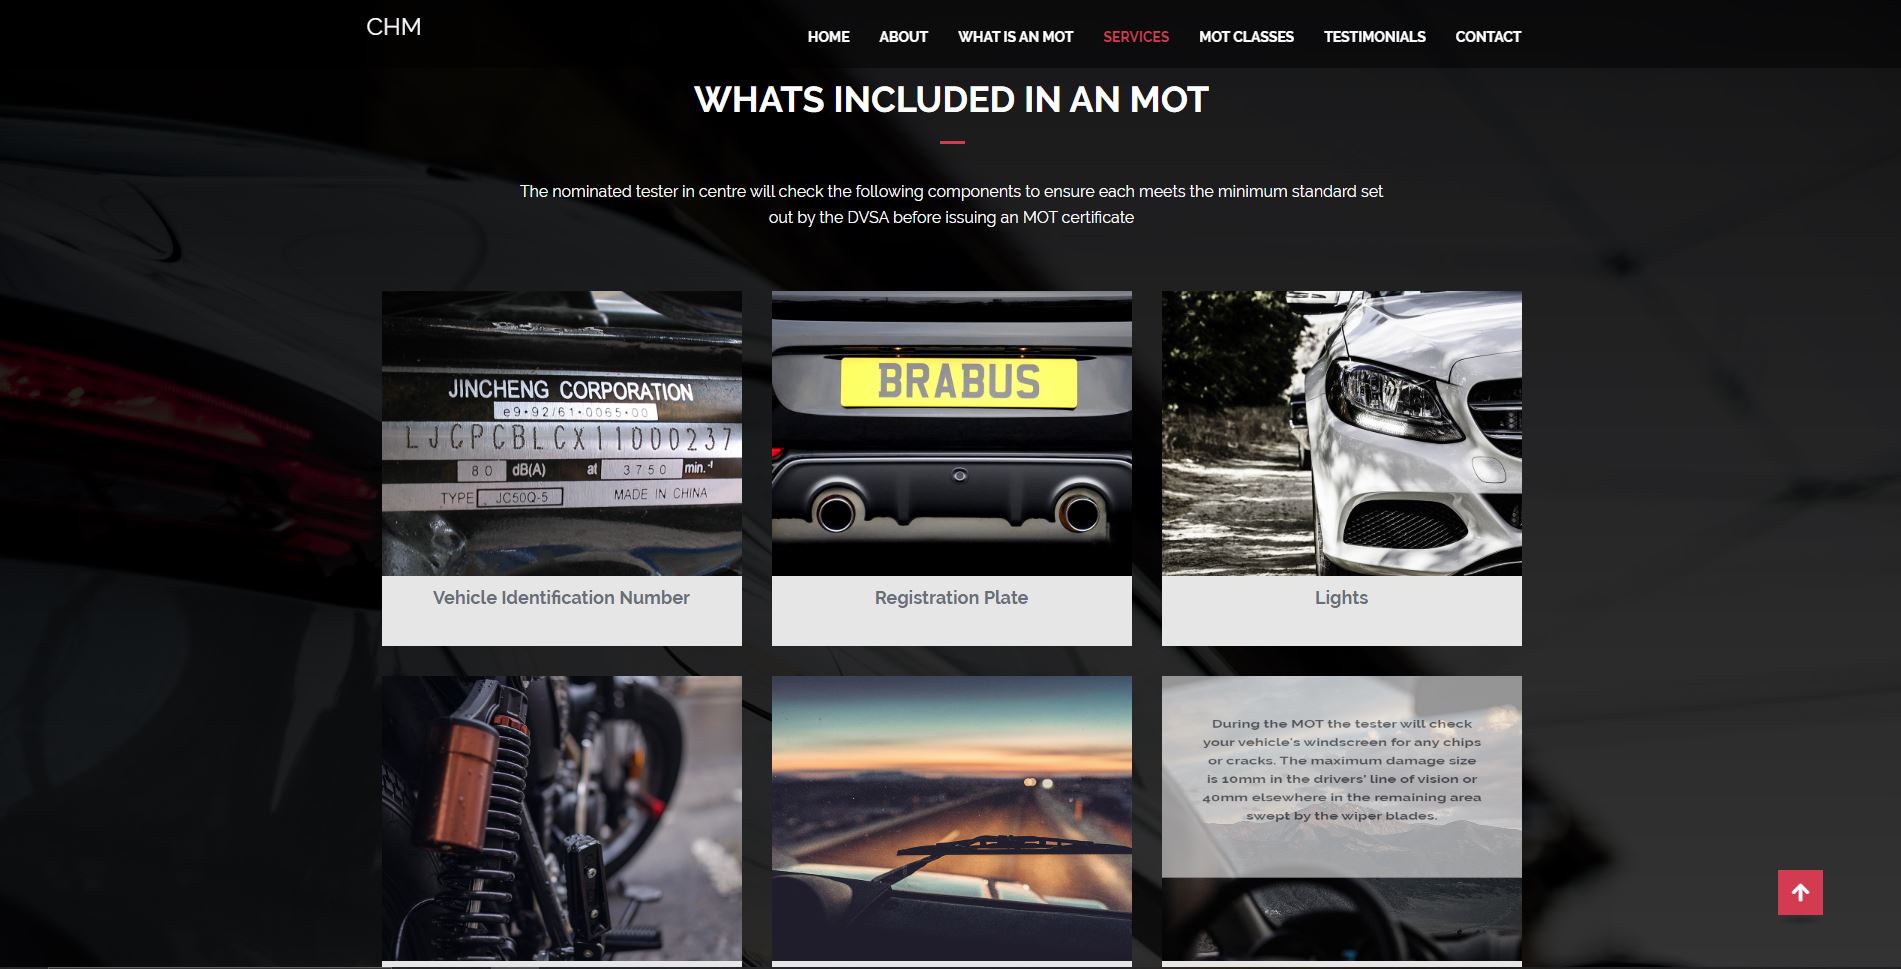 CHM
HOME ABOUT WHAT IS AN MOT SERVICES MOT CLASSES TESTIMONIALS CONTACT
WHATS INCLUDED IN AN MOT
The nominated tester in centre will check the following components to ensure each meets the minimum standard set
out by the DVSA before issuing an MOT certificate
JINCHENG CORPORATION
e9*92/61*0065*00
LJCPCBLCX11000237
80 dB(A) at 3750 min.-¹
TYPE JC50Q-5 MADE IN CHINA
BRABUS
Vehicle Identification Number
Registration Plate
Lights
During the MOT the tester will check
your vehicle's windscreen for any chips
or cracks. The maximum damage size
is 10mm in the drivers' line of vision or
40mm elsewhere in the remaining area
swept by the wiper blades.